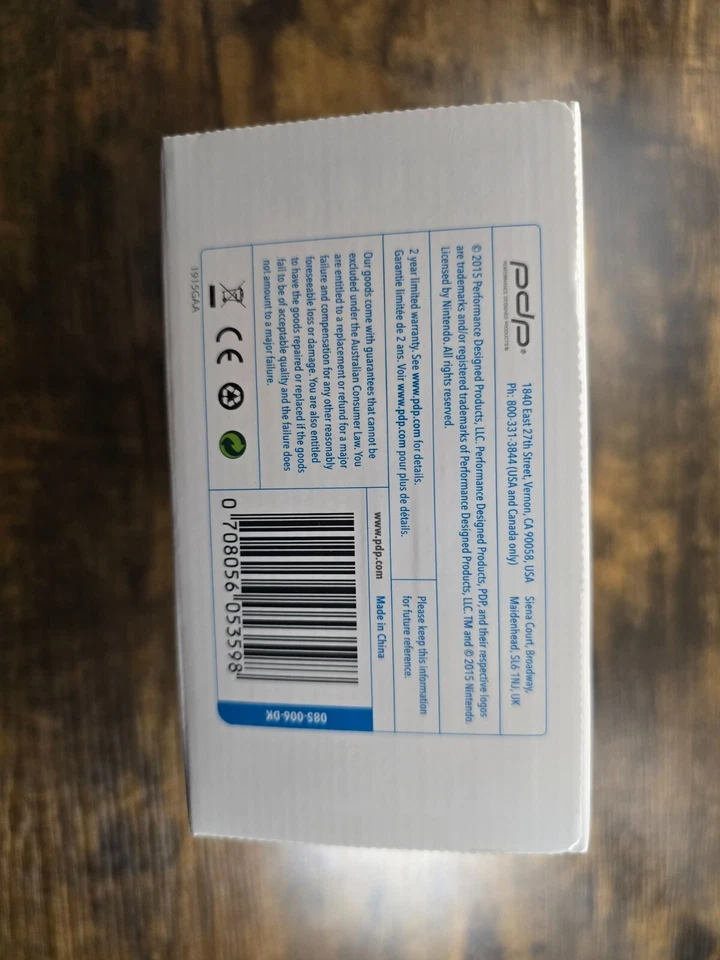 pdp®
PERFORMANCE DESIGNED PRODUCTS®
1840 East 27th Street, Vernon, CA 90058, USA
Ph: 800-331-3844 (USA and Canada only)
Siena Court, Broadway,
Maidenhead, SL6 1NJ, UK
© 2015 Performance Designed Products, LLC. Performance Designed Products, PDP, and their respective logos
are trademarks and/or registered trademarks of Performance Designed Products, LLC. TM and © 2015 Nintendo.
Licensed by Nintendo. All rights reserved.
2 year limited warranty. See www.pdp.com for details.
Garantie limitée de 2 ans. Voir www.pdp.com pour plus de détails.
Please keep this information
for future reference.
Our goods come with guarantees that cannot be
excluded under the Australian Consumer Law. You
are entitled to a replacement or refund for a major
failure and compensation for any other reasonably
foreseeable loss or damage. You are also entitled
to have the goods repaired or replaced if the goods
fail to be of acceptable quality and the failure does
not amount to a major failure.
www.pdp.com
Made in China
0 708056 053598
085-006-DK
CE
1915GAA